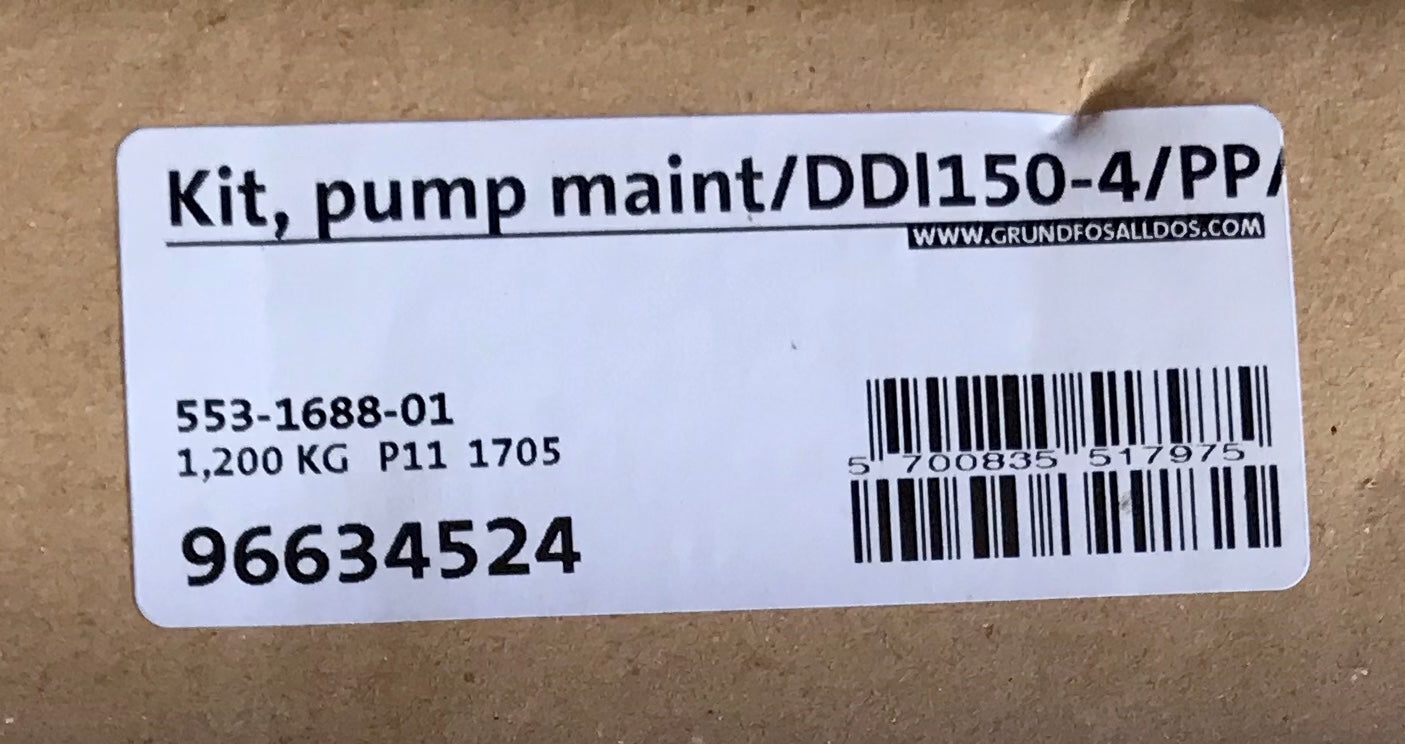 Kit, pump maint/DDI150-4/PP/
WWW.GRUNDFOSALLDOS.COM
553-1688-01
1,200 KG P11 1705
5 700835 517975
96634524